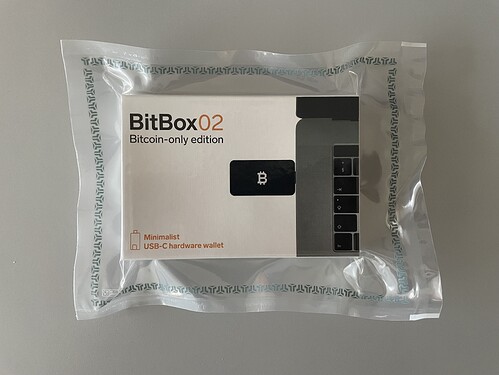 BitBox02
Bitcoin-only edition
Minimalist
USB-C hardware wallet